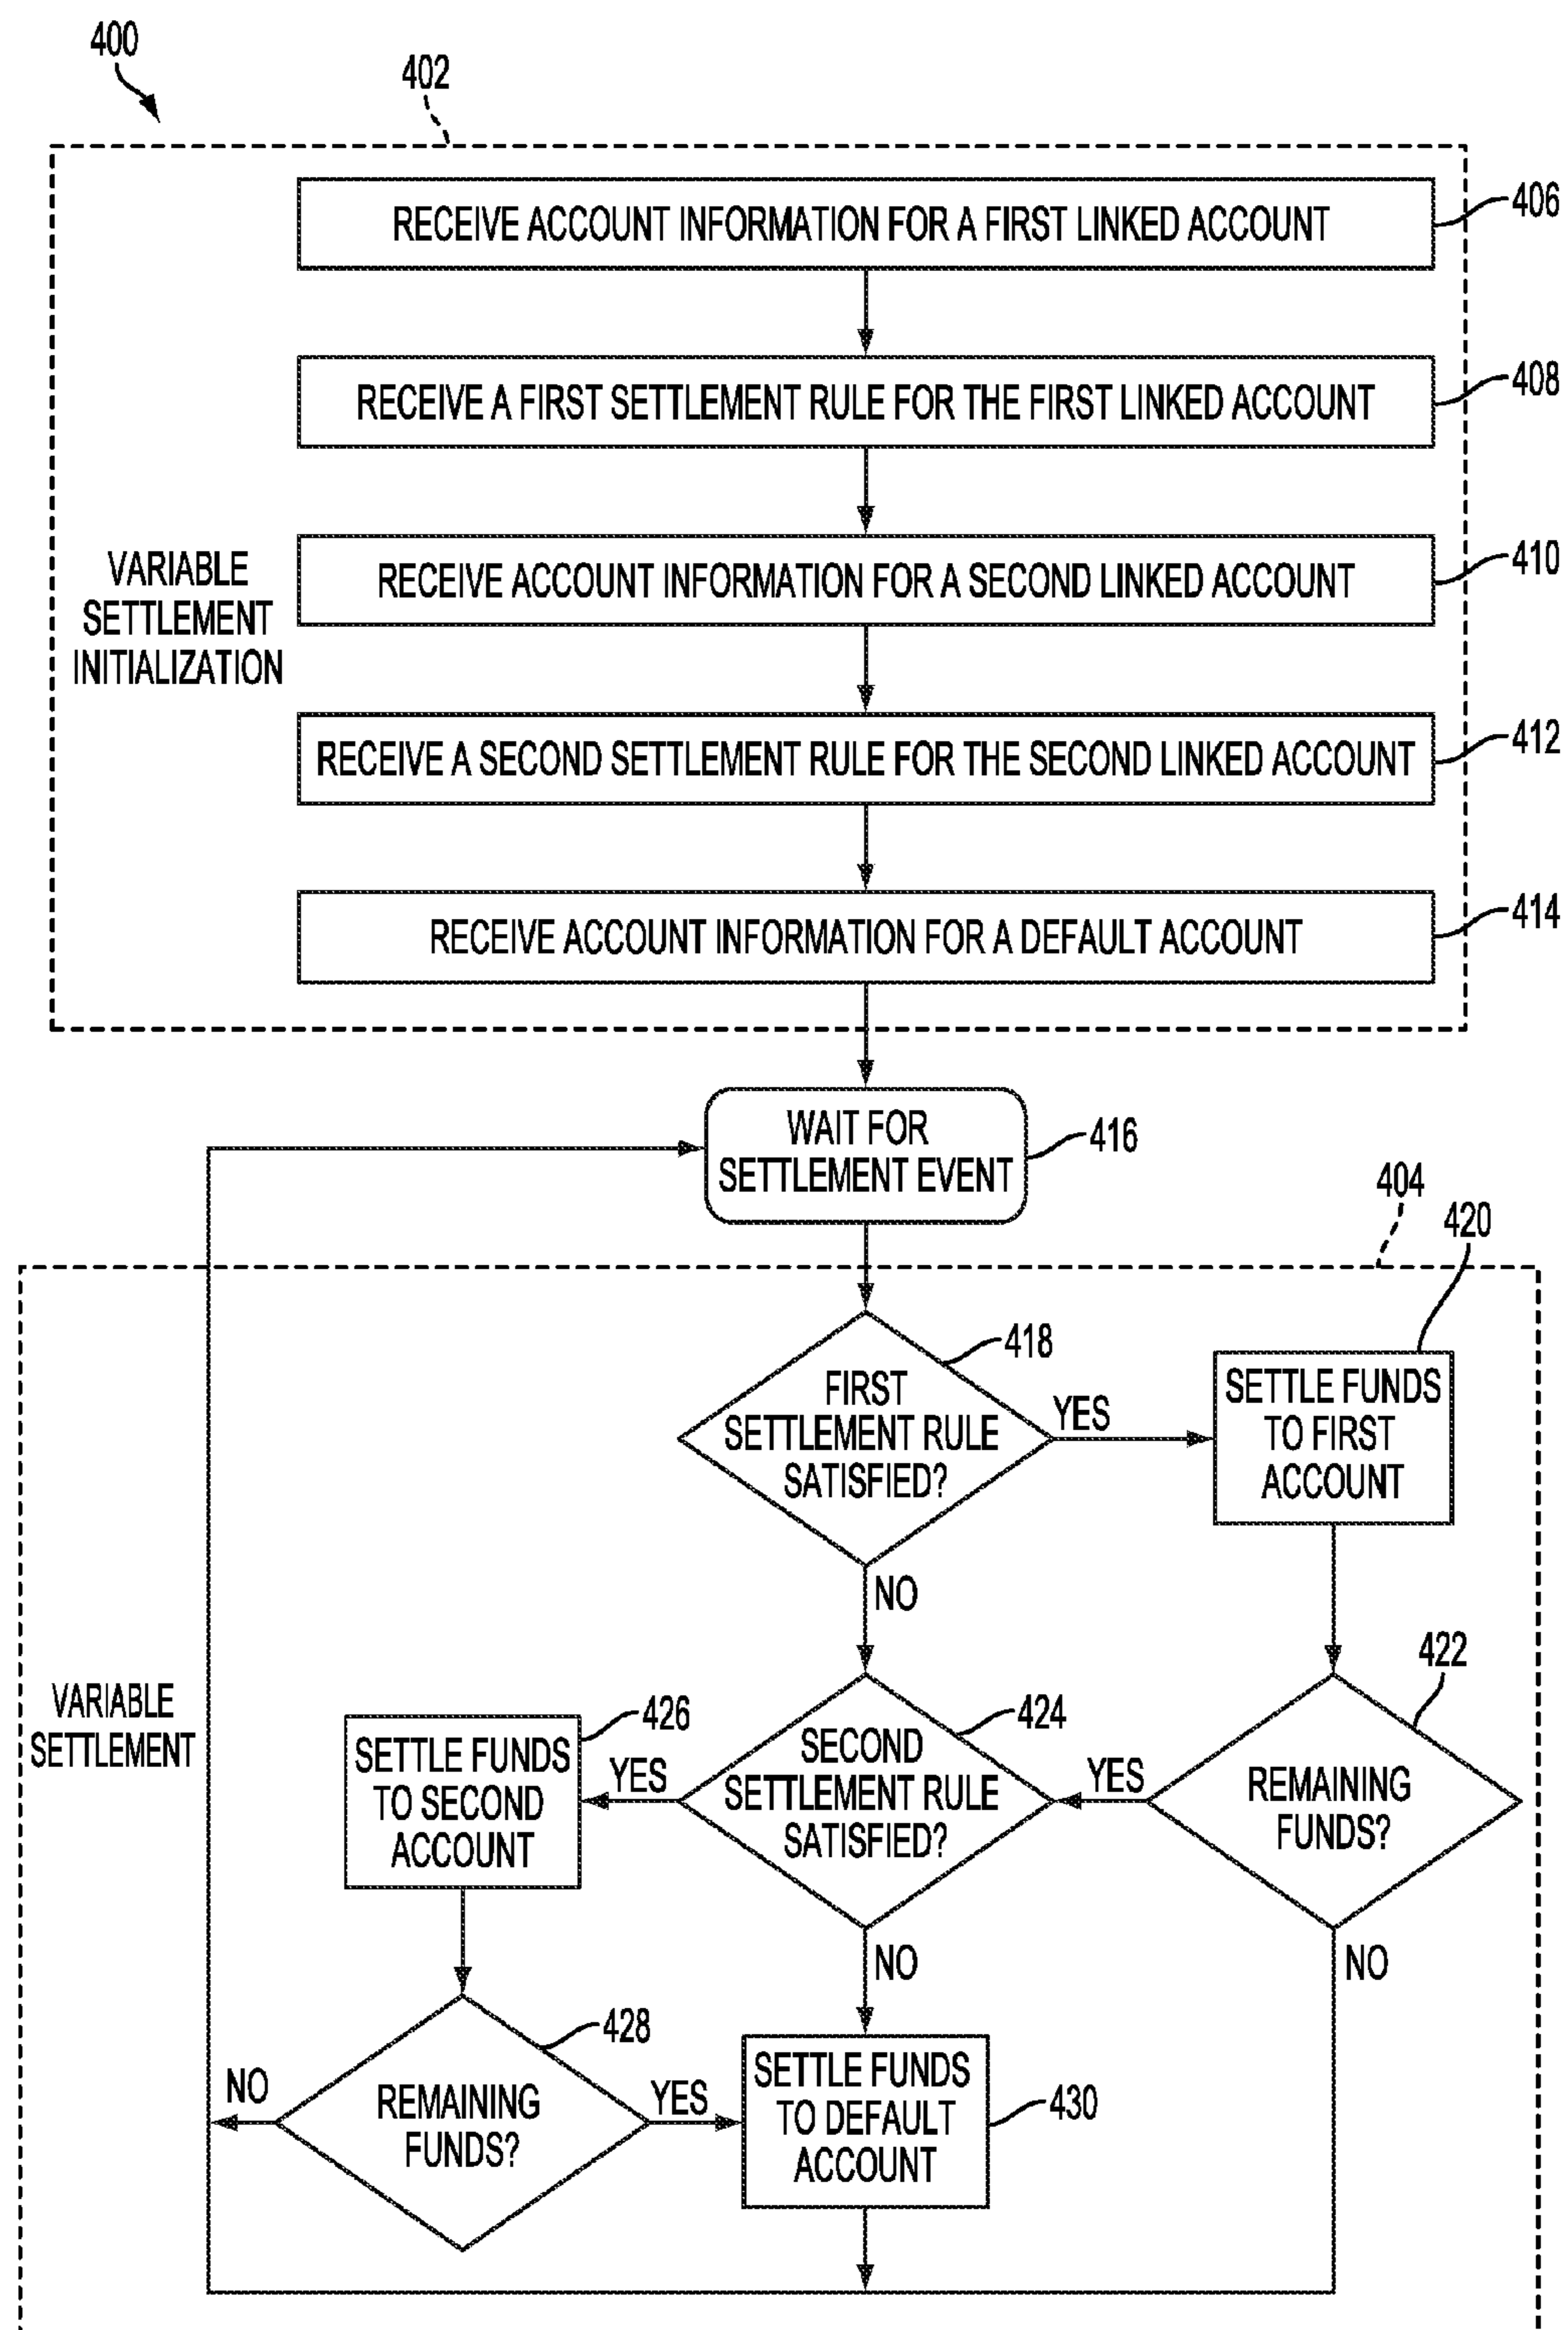 400
402
RECEIVE ACCOUNT INFORMATION FOR A FIRST LINKED ACCOUNT
406
RECEIVE A FIRST SETTLEMENT RULE FOR THE FIRST LINKED ACCOUNT
408
VARIABLE
SETTLEMENT
INITIALIZATION
RECEIVE ACCOUNT INFORMATION FOR A SECOND LINKED ACCOUNT
410
RECEIVE A SECOND SETTLEMENT RULE FOR THE SECOND LINKED ACCOUNT
412
RECEIVE ACCOUNT INFORMATION FOR A DEFAULT ACCOUNT
414
WAIT FOR
SETTLEMENT EVENT
416
404
420
418
FIRST
SETTLEMENT RULE
SATISFIED?
YES
SETTLE FUNDS
TO FIRST
ACCOUNT
NO
422
VARIABLE
SETTLEMENT
426
SETTLE FUNDS
TO SECOND
ACCOUNT
YES
424
SECOND
SETTLEMENT RULE
SATISFIED?
YES
REMAINING
FUNDS?
NO
NO
428
NO
REMAINING
FUNDS?
YES
SETTLE FUNDS
TO DEFAULT
ACCOUNT
430